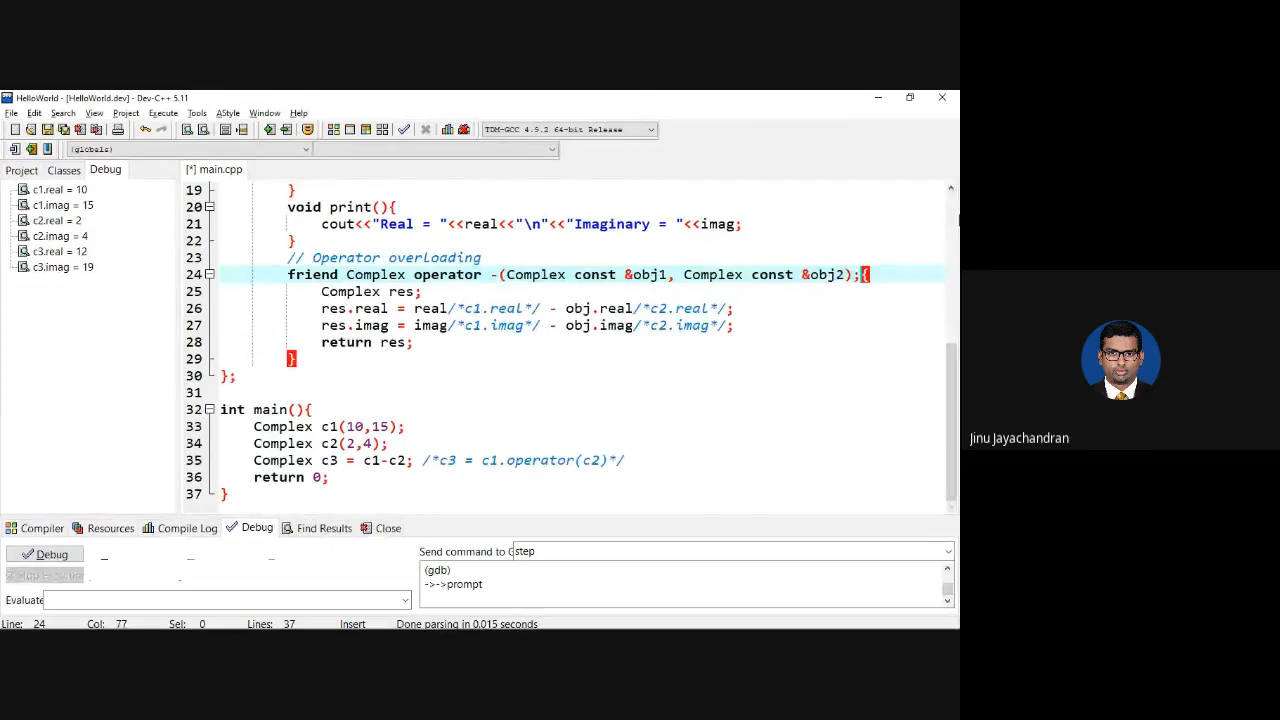 HelloWorld - [HelloWorld.dev] - Dev-C++ 5.11
File Edit Search View Project Execute Tools AStyle Window Help
TDM-GCC 4.9.2 64-bit Release
(globals)
Project Classes Debug [*] main.cpp
c1.real = 10
c1.imag = 15
c2.real = 2
c2.imag = 4
c3.real = 12
c3.imag = 19
19 }
20 void print(){
21 cout<<"Real = "<<real<<"\n"<<"Imaginary = "<<imag;
22 }
23 // Operator overloading
24 friend Complex operator -(Complex const &obj1, Complex const &obj2);{
25 Complex res;
26 res.real = real/*c1.real*/ - obj.real/*c2.real*/;
27 res.imag = imag/*c1.imag*/ - obj.imag/*c2.imag*/;
28 return res;
29 }
30 };
31
32 int main(){
33 Complex c1(10,15);
34 Complex c2(2,4);
35 Complex c3 = c1-c2; /*c3 = c1.operator(c2)*/
36 return 0;
37 }
Jinu Jayachandran
Compiler Resources Compile Log Debug Find Results Close
Debug
Send command to G step
(gdb)
->->prompt
Evaluate
Line: 24 Col: 77 Sel: 0 Lines: 37 Insert Done parsing in 0.015 seconds